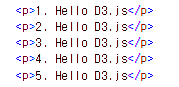 <p>1. Hello D3.js</p>
<p>2. Hello D3.js</p>
<p>3. Hello D3.js</p>
<p>4. Hello D3.js</p>
<p>5. Hello D3.js</p>